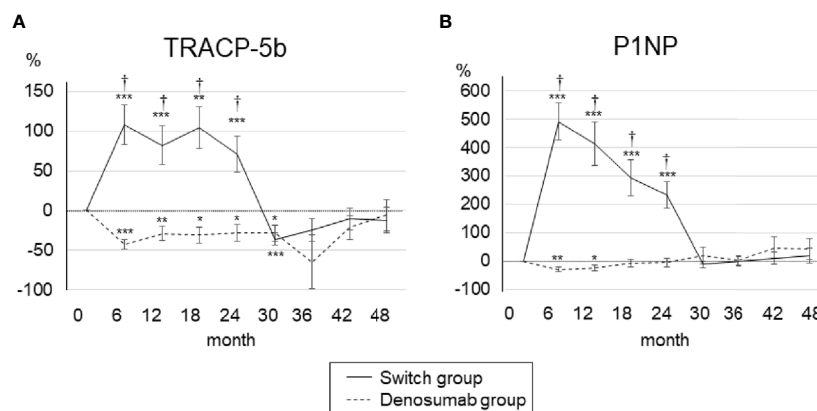 A
TRACP-5b
%
150
100
50
0
-50
-100
† † † †
*** *** ** ***
*** ** * * *
***
0 6 12 18 24 30 36 42 48
month
B
P1NP
%
600
500
400
300
200
100
0
-100
† † † †
*** *** *** ***
** *
0 6 12 18 24 30 36 42 48
month
Switch group
Denosumab group